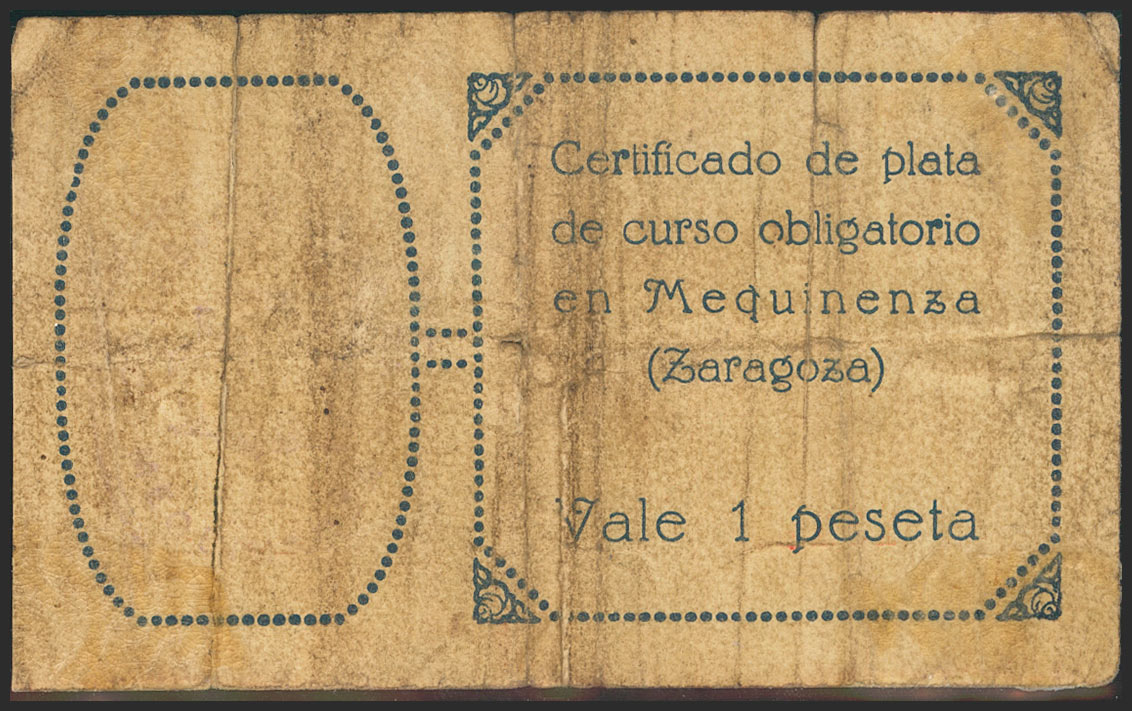 Certificado de plata
de curso obligatorio
en Mequinenza
(Zaragoza)
Vale 1 peseta